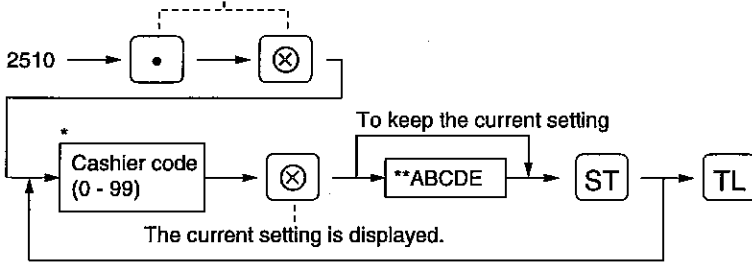 2510 • ⊗
To keep the current setting
*
Cashier code
(0 - 99)
⊗ **ABCDE ST TL
The current setting is displayed.